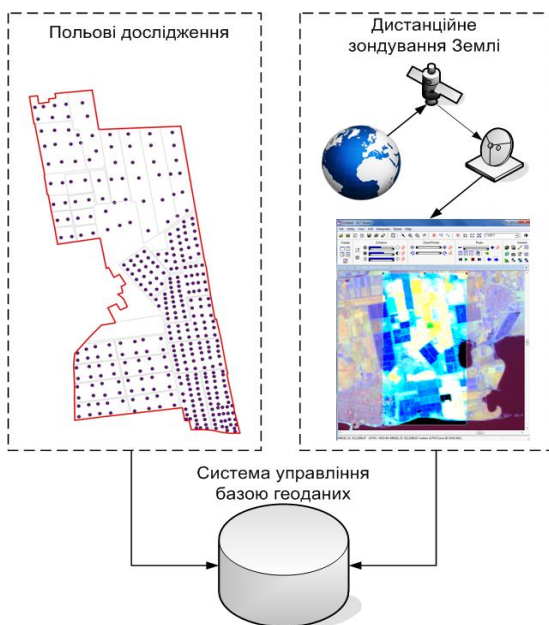 Польові дослідження
Дистанційне
зондування Землі
Система управління
базою геоданих